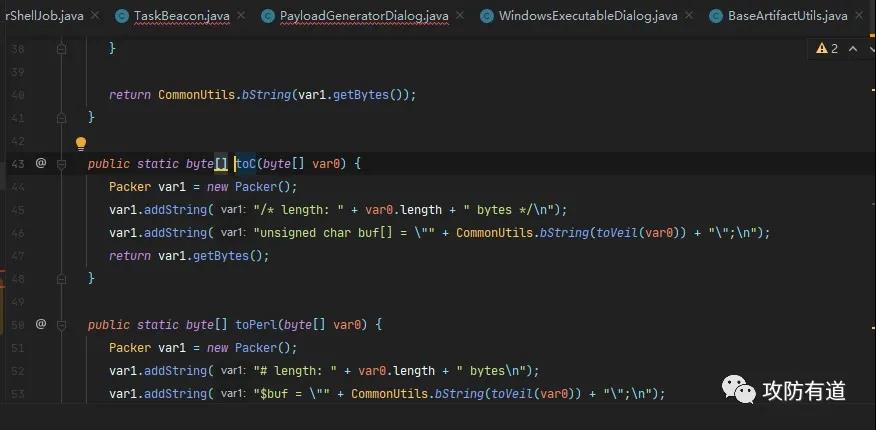 rShellJob.java × TaskBeacon.java × PayloadGeneratorDialog.java × WindowsExecutableDialog.java × BaseArtifactUtils.java ×
38 }
2
39
40 return CommonUtils.bString(var1.getBytes());
41 }
42
43 @ public static byte[] toC(byte[] var0) {
44 Packer var1 = new Packer();
45 var1.addString( var1: "/* length: " + var0.length + " bytes */\n");
46 var1.addString( var1: "unsigned char buf[] = \"" + CommonUtils.bString(toVeil(var0)) + "\";\n");
47 return var1.getBytes();
48 }
49
50 @ public static byte[] toPerl(byte[] var0) {
51 Packer var1 = new Packer();
52 var1.addString( var1: "# length: " + var0.length + " bytes\n");
53 var1.addString( var1: "$buf = \"" + CommonUtils.bString(toVeil(var0)) + "\";\n");
攻防有道